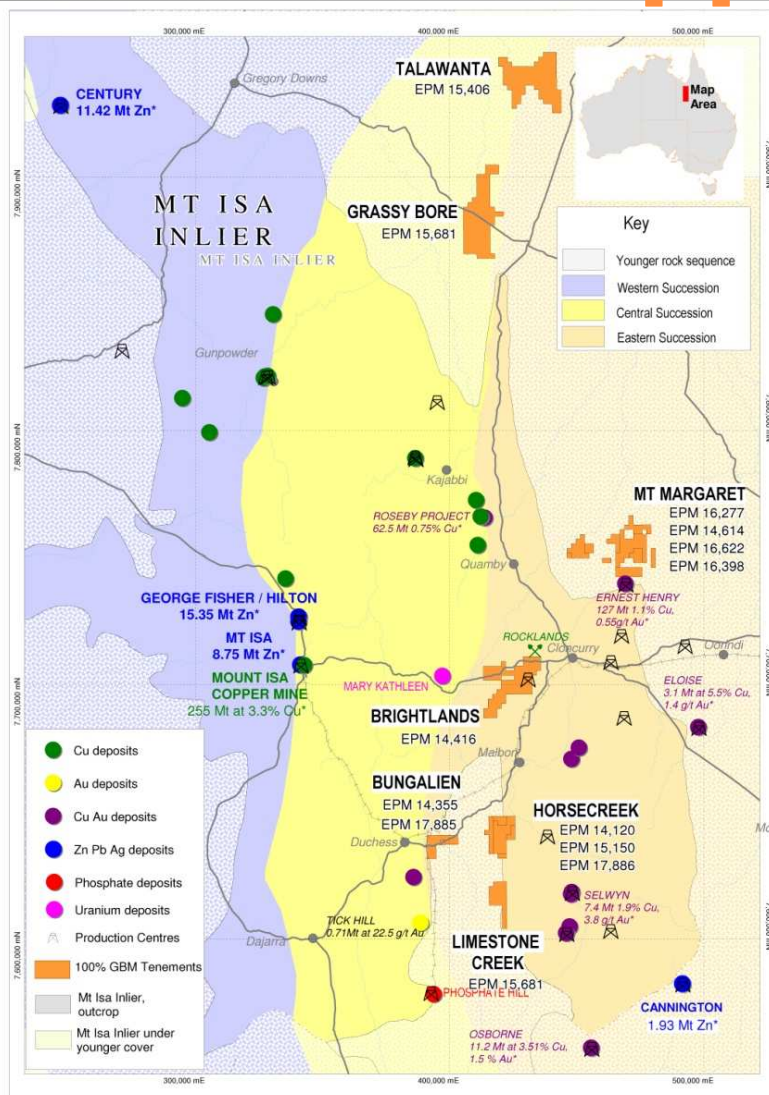 300,000 mE
400,000 mE
500,000 mE
CENTURY
11.42 Mt Zn*
Gregory Downs
TALAWANTA
EPM 15,406
Map
Area
7,900,000 mN
MT ISA
INLIER
MT ISA INLIER
GRASSY BORE
EPM 15,681
Key
Younger rock sequence
Western Succession
Central Succession
Eastern Succession
Gunpowder
7,800,000 mN
Kajabbi
ROSEBY PROJECT
62.5 Mt 0.75% Cu*
MT MARGARET
EPM 16,277
EPM 14,614
EPM 16,622
EPM 16,398
Quamby
GEORGE FISHER / HILTON
15.35 Mt Zn*
ERNEST HENRY
127 Mt 1.1% Cu,
0.55g/t Au*
MT ISA
8.75 Mt Zn*
ROCKLANDS
Cloncurry
Oorindi
MOUNT ISA
COPPER MINE
255 Mt at 3.3% Cu*
MARY KATHLEEN
7,700,000 mN
ELOISE
3.1 Mt at 5.5% Cu,
1.4 g/t Au*
BRIGHTLANDS
EPM 14,416
Malbon
Cu deposits
Au deposits
Cu Au deposits
Zn Pb Ag deposits
Phosphate deposits
Uranium deposits
Production Centres
100% GBM Tenements
Mt Isa Inlier,
outcrop
Mt Isa Inlier under
younger cover
BUNGALIEN
EPM 14,355
EPM 17,885
Duchess
HORSECREEK
EPM 14,120
EPM 15,150
EPM 17,886
SELWYN
7.4 Mt 1.9% Cu,
3.8 g/t Au*
TICK HILL
0.71Mt at 22.5 g/t Au
Dajarra
7,600,000 mN
LIMESTONE
CREEK
EPM 15,681
PHOSPHATE HILL
CANNINGTON
1.93 Mt Zn*
OSBORNE
11.2 Mt at 3.51% Cu,
1.5 % Au*
300,000 mE
400,000 mE
500,000 mE